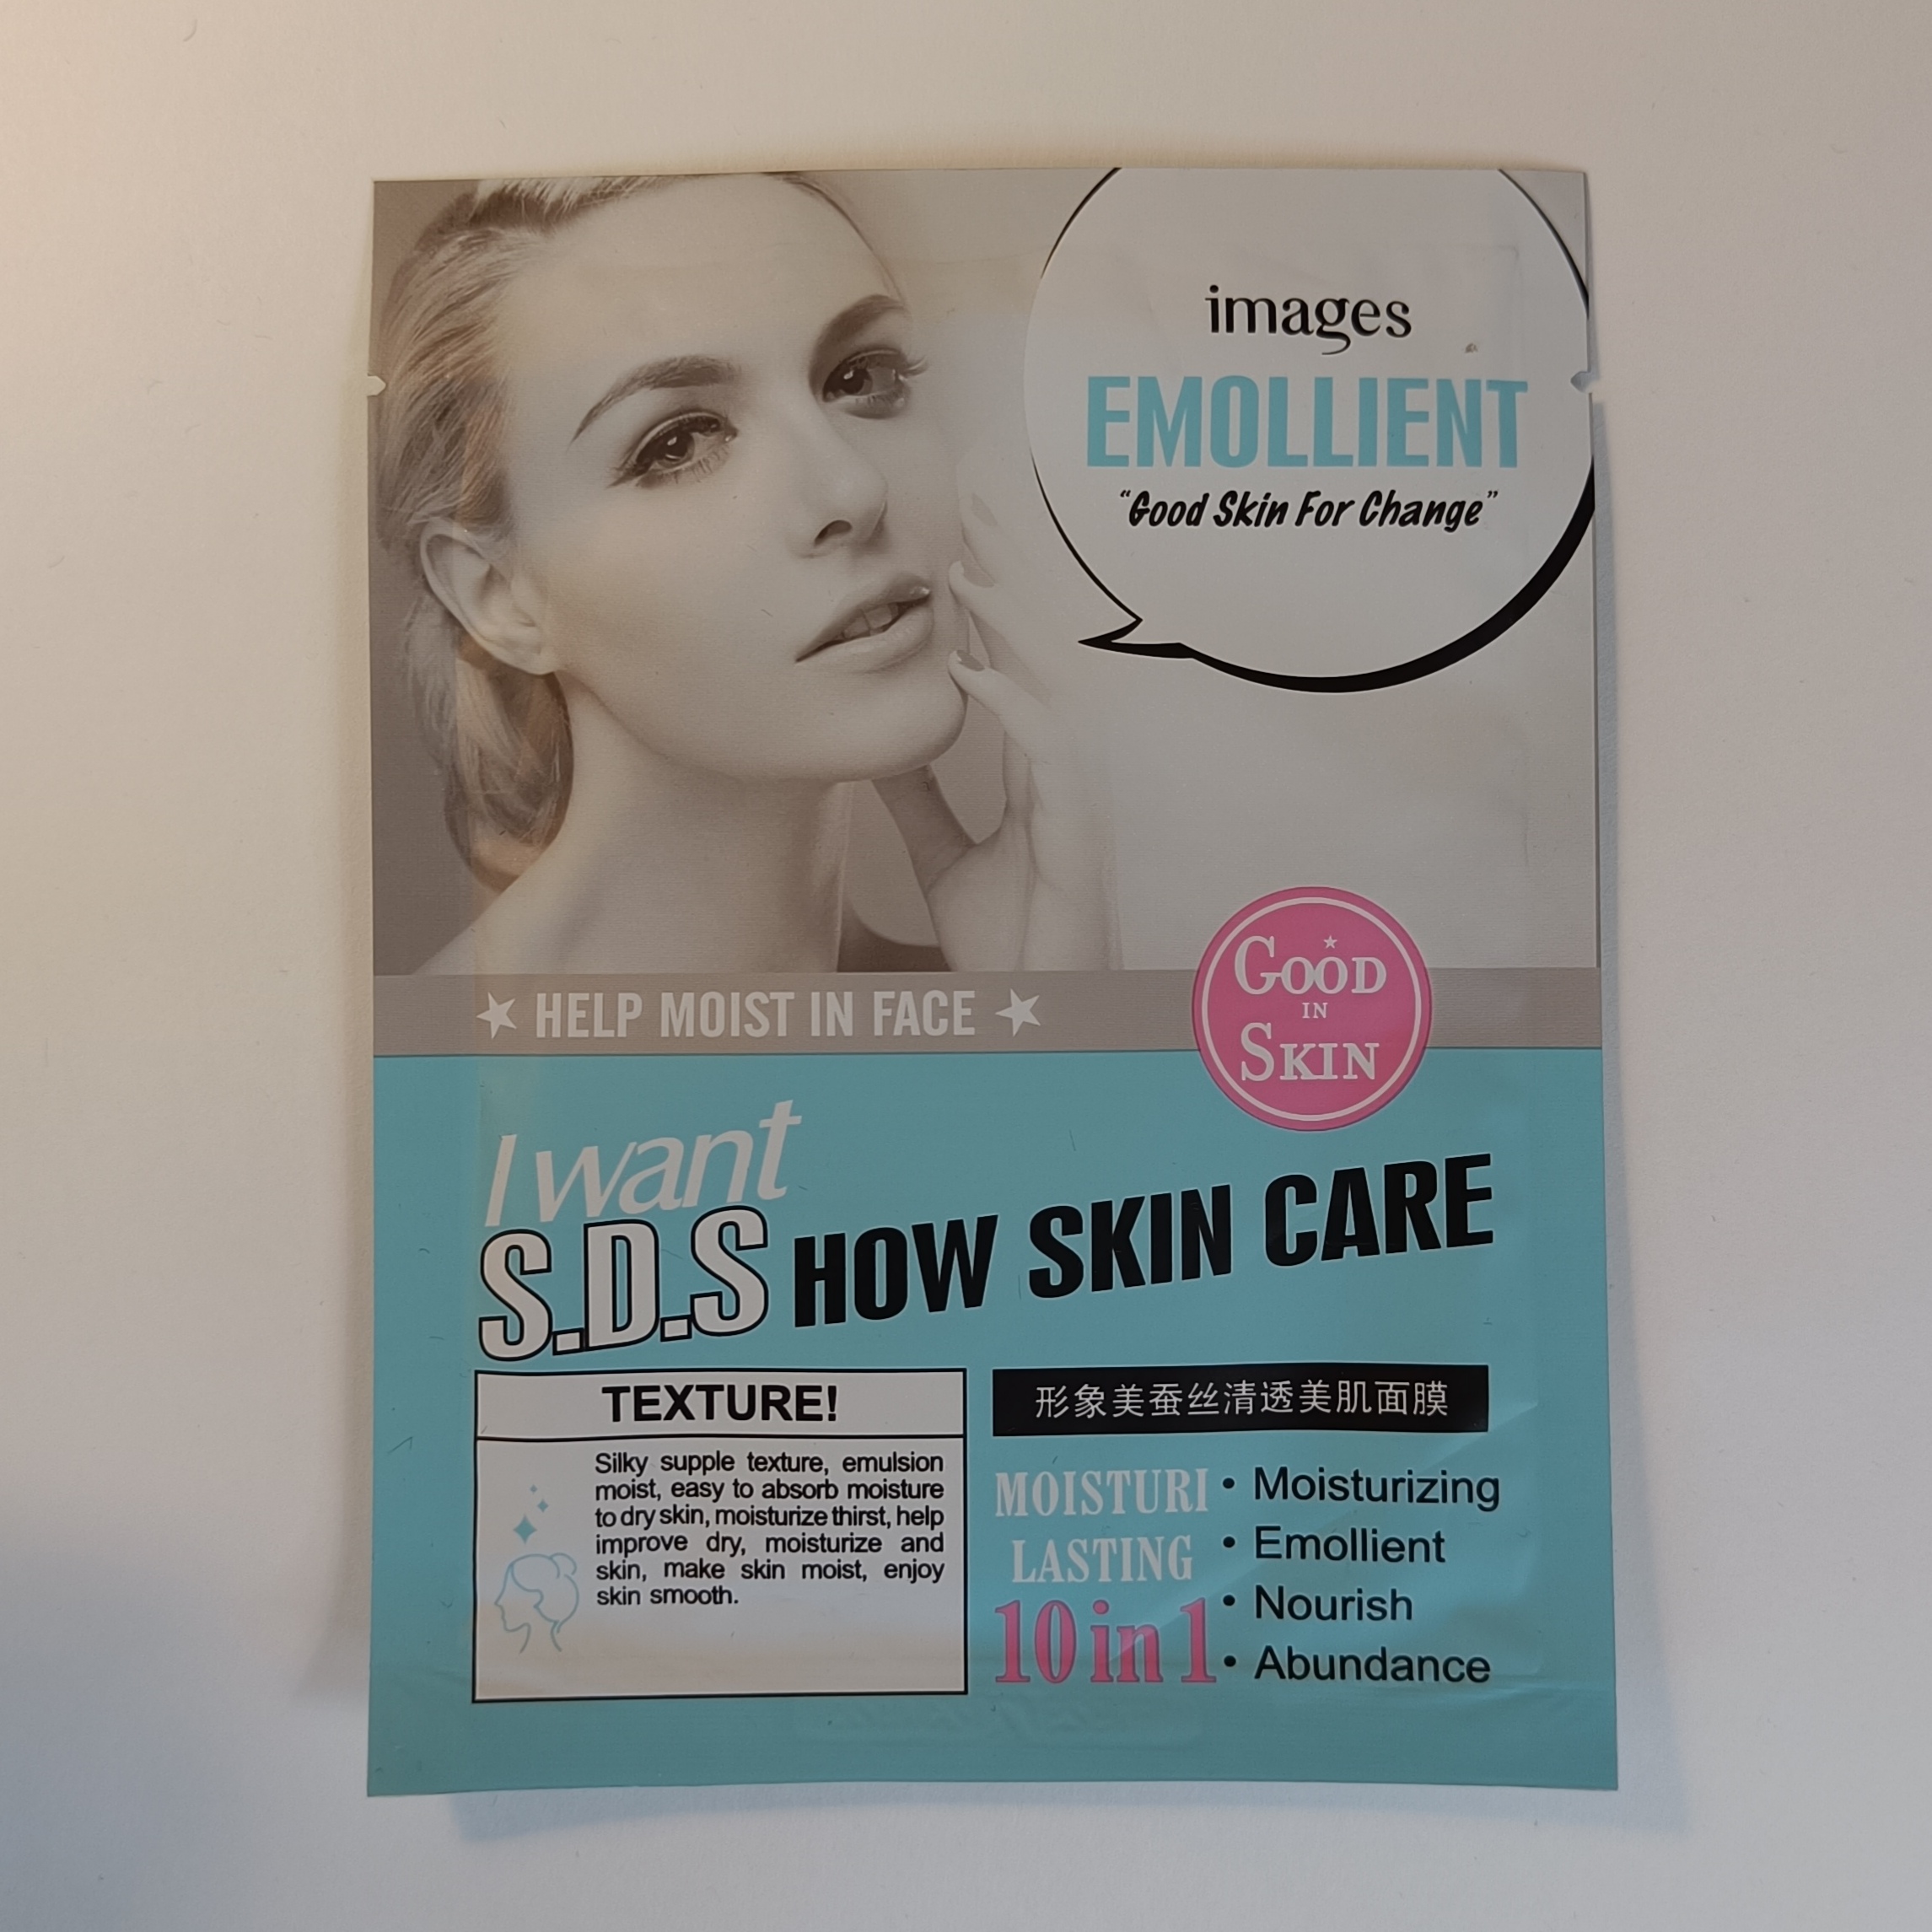 images
EMOLLIENT
“Good Skin For Change”
GOOD
IN
SKIN
★ HELP MOIST IN FACE ★
I want
S.D.S HOW SKIN CARE
TEXTURE!
Silky supple texture, emulsion
moist, easy to absorb moisture
to dry skin, moisturize thirst, help
improve dry, moisturize and
skin, make skin moist, enjoy
skin smooth.
形象美蚕丝清透美肌面膜
MOISTURI
LASTING
10 in 1
• Moisturizing
• Emollient
• Nourish
• Abundance